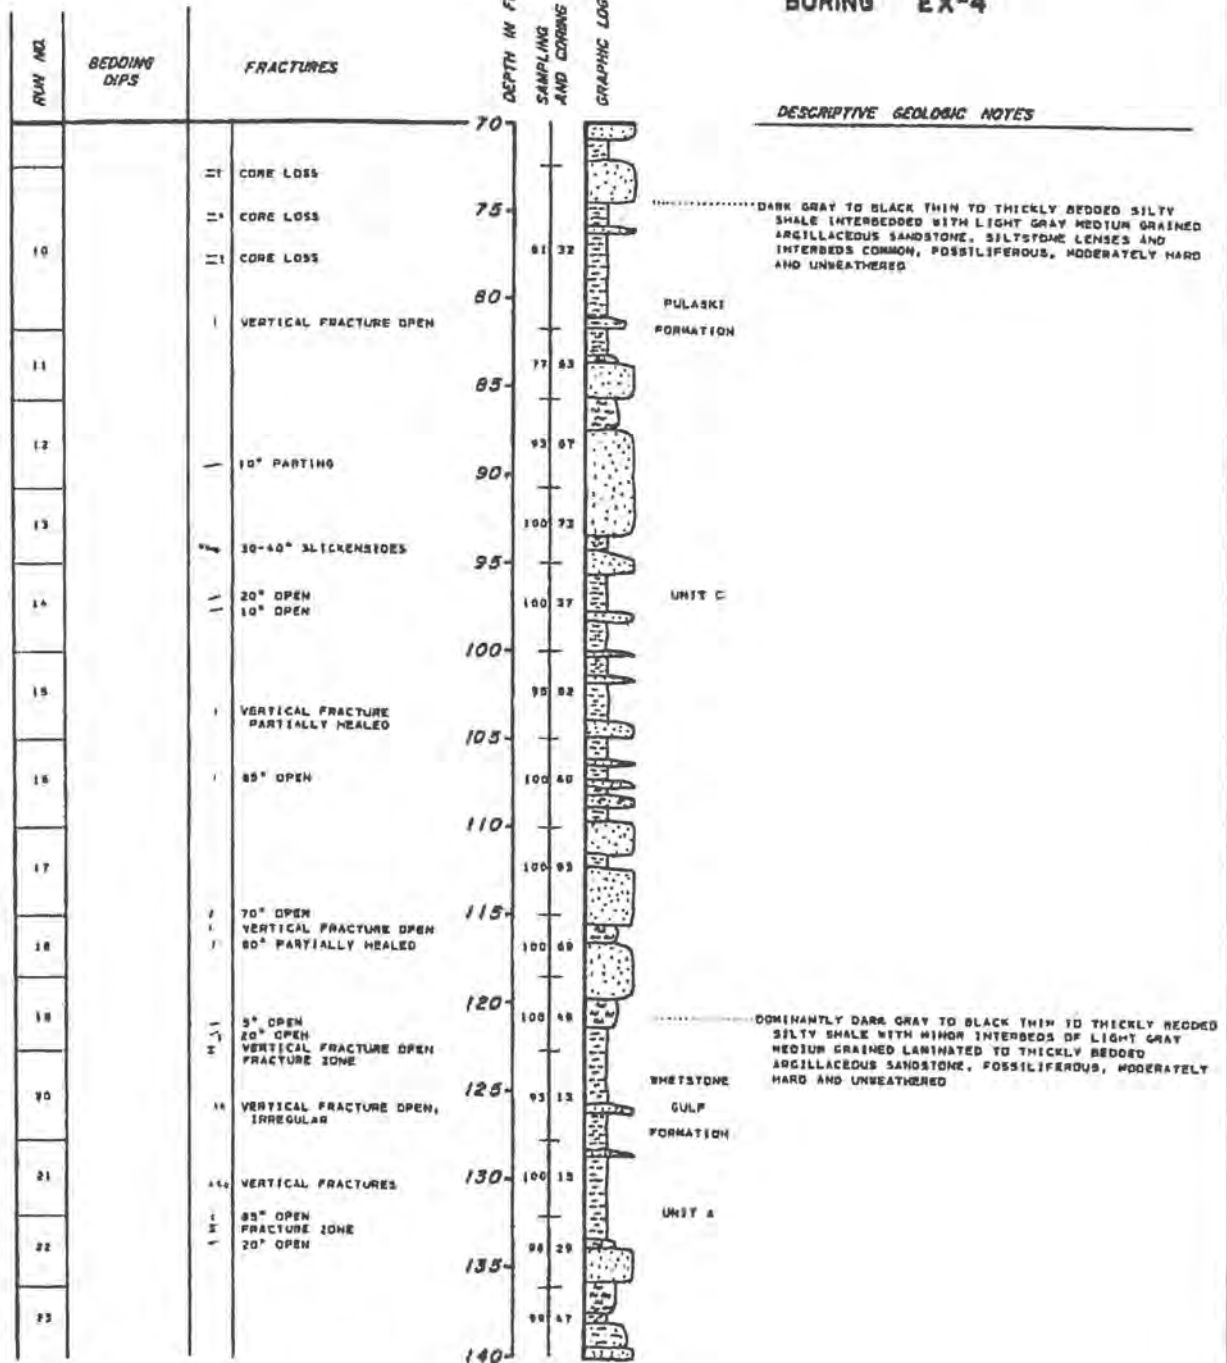 BORING EX-4
RUN NO.
BEDDING
DIPS
FRACTURES
DEPTH IN
SAMPLING
AND CORING
GRAPHIC LOG
DESCRIPTIVE GEOLOGIC NOTES
70
CORE LOSS
75
CORE LOSS
DARK GRAY TO BLACK THIN TO THICKLY BEDDED SILTY
SHALE INTERBEDDED WITH LIGHT GRAY MEDIUM GRAINED
ARGILLACEOUS SANDSTONE, SILTSTONE LENSES AND
INTERBEDS COMMON, FOSSILIFEROUS, MODERATELY HARD
AND UNWEATHERED
10
CORE LOSS
32
80
PULASKI
FORMATION
VERTICAL FRACTURE OPEN
11
77
85
12
93
10° PARTING
90
13
100 73
30-40° SLICKENSIDES
95
14
20° OPEN
10° OPEN
100 37
UNIT C
100
15
95
VERTICAL FRACTURE
PARTIALLY HEALED
105
16
85° OPEN
100 60
110
17
100
115
70° OPEN
VERTICAL FRACTURE OPEN
80° PARTIALLY HEALED
18
100
120
19
5° OPEN
20° OPEN
VERTICAL FRACTURE OPEN
FRACTURE ZONE
100
DOMINANTLY DARK GRAY TO BLACK THIN TO THICKLY BEDDED
SILTY SHALE WITH MINOR INTERBEDS OF LIGHT GRAY
MEDIUM GRAINED LAMINATED TO THICKLY BEDDED
ARGILLACEOUS SANDSTONE, FOSSILIFEROUS, MODERATELY
HARD AND UNWEATHERED
125
20
VERTICAL FRACTURE OPEN,
IRREGULAR
93 13
WHETSTONE
GULF
FORMATION
21
VERTICAL FRACTURES
130
100 15
UNIT A
85° OPEN
FRACTURE ZONE
20° OPEN
22
98 29
135
23
99 47
140